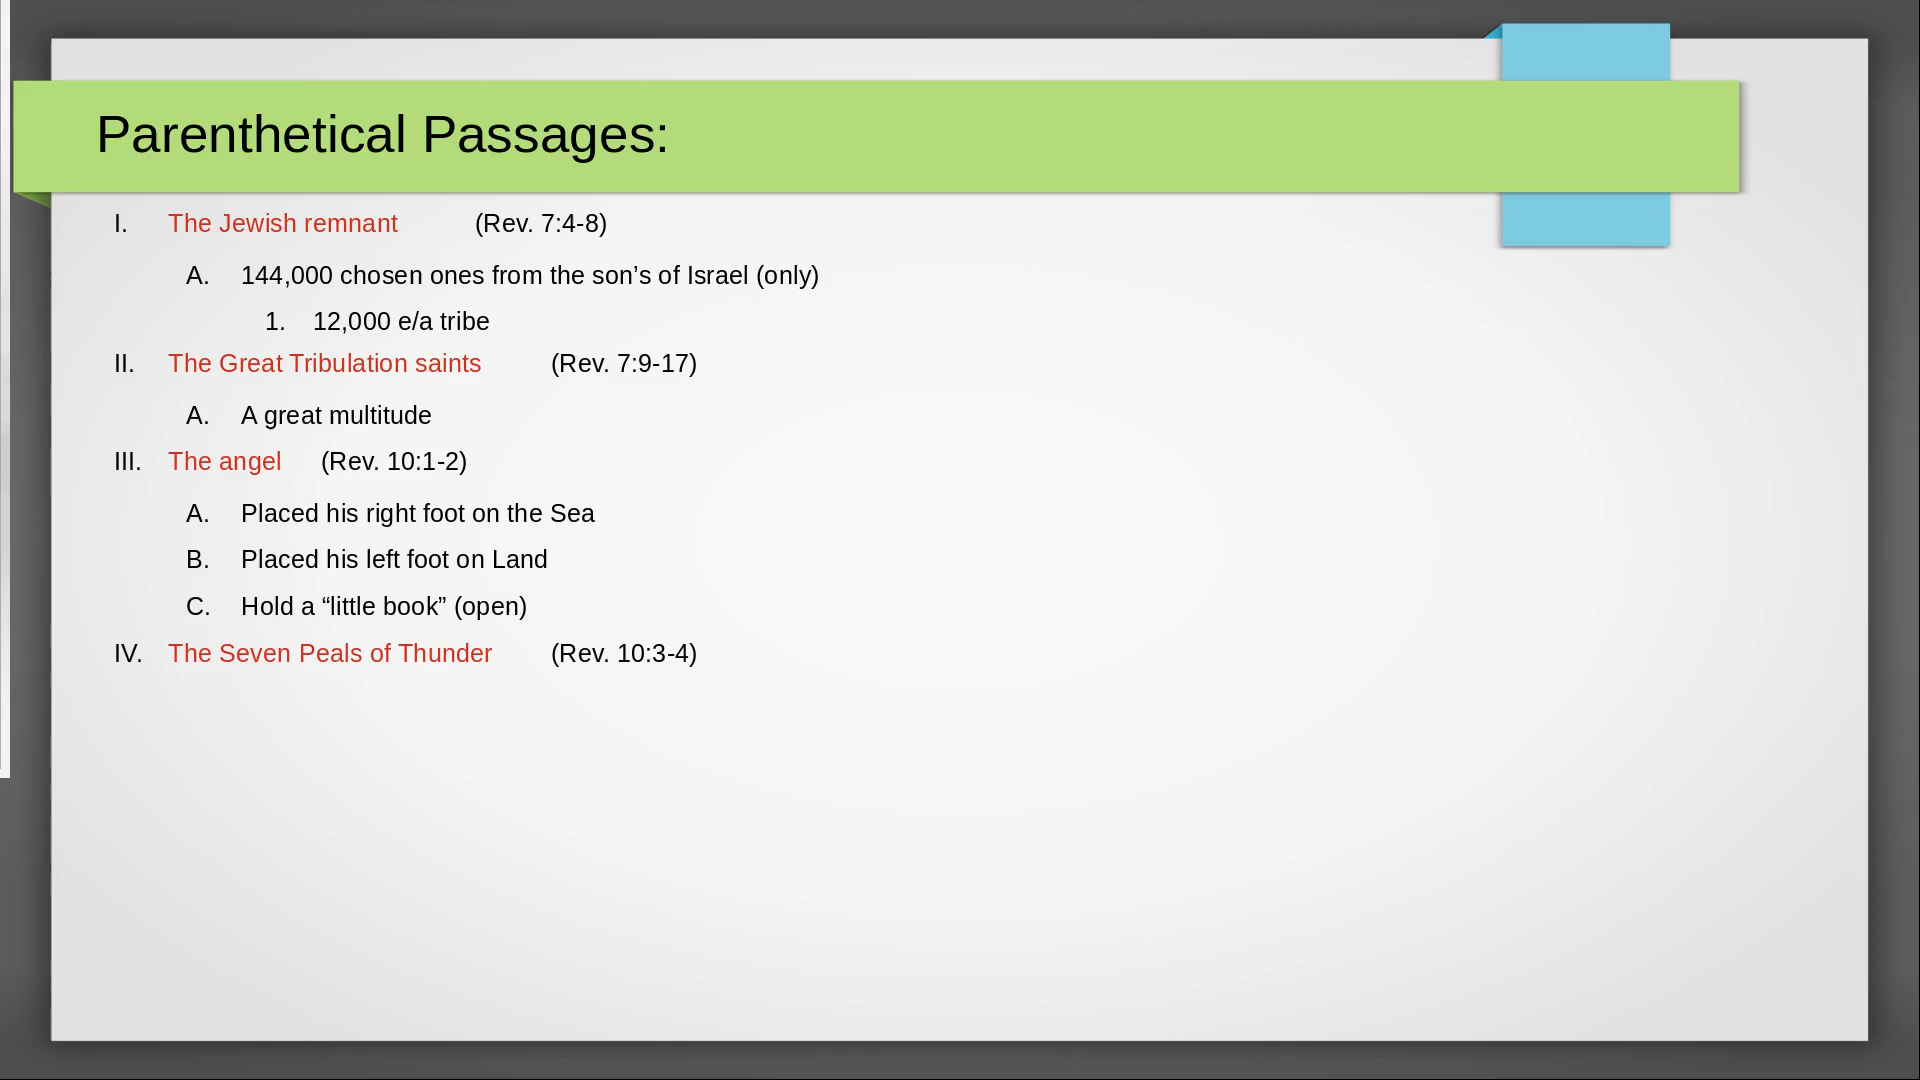 Parenthetical Passages:
I. The Jewish remnant (Rev. 7:4-8)
A. 144,000 chosen ones from the son’s of Israel (only)
1. 12,000 e/a tribe
II. The Great Tribulation saints (Rev. 7:9-17)
A. A great multitude
III. The angel (Rev. 10:1-2)
A. Placed his right foot on the Sea
B. Placed his left foot on Land
C. Hold a “little book” (open)
IV. The Seven Peals of Thunder (Rev. 10:3-4)